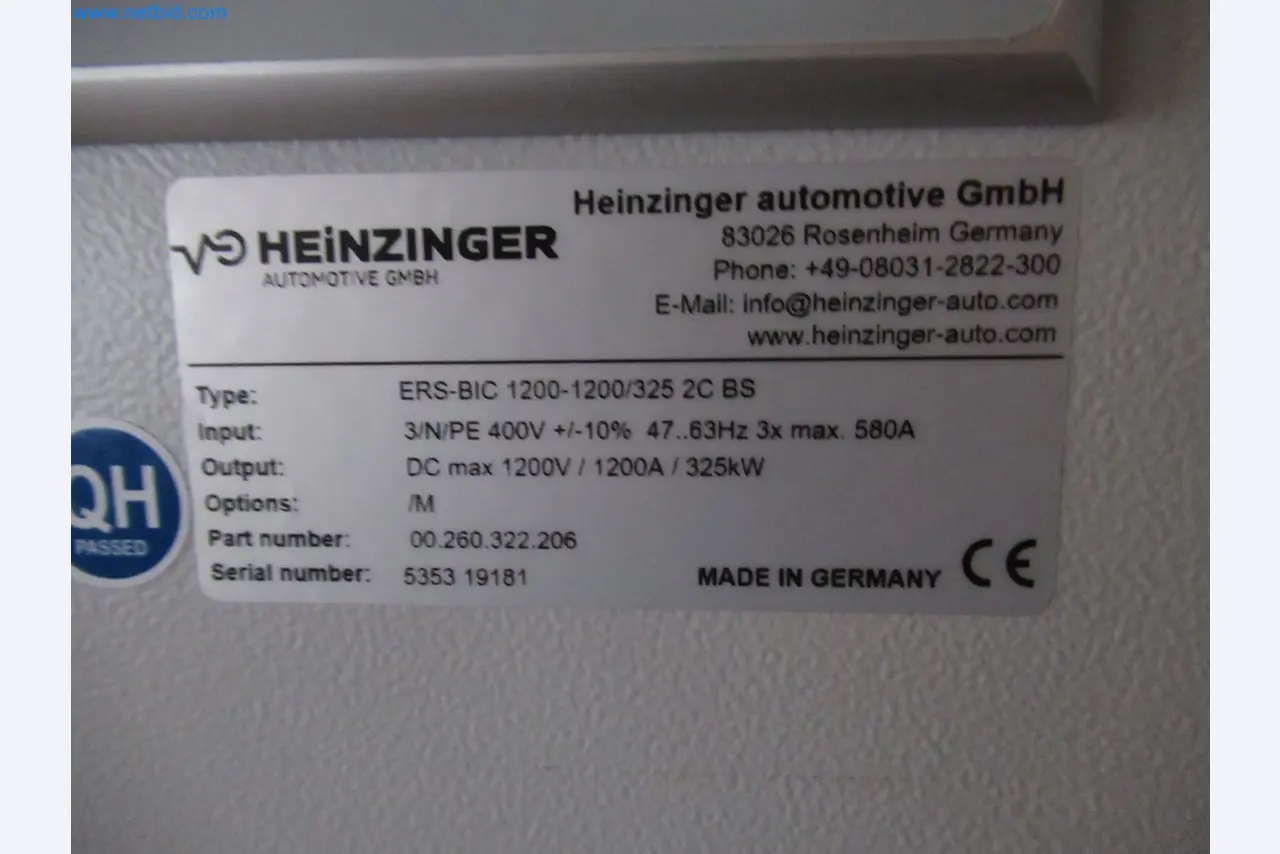 www.netbid.com
Heinzinger automotive GmbH
HEiNZINGER
AUTOMOTIVE GMBH
83026 Rosenheim Germany
Phone: +49-08031-2822-300
E-Mail: info@heinzinger-auto.com
www.heinzinger-auto.com
Type: ERS-BIC 1200-1200/325 2C BS
Input: 3/N/PE 400V +/-10% 47..63Hz 3x max. 580A
Output: DC max 1200V / 1200A / 325kW
Options: /M
Part number: 00.260.322.206
Serial number: 5353 19181
MADE IN GERMANY CE
QH
PASSED